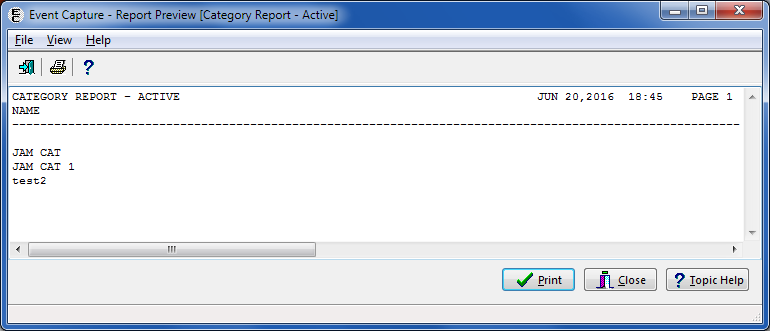 Event Capture - Report Preview [Category Report - Active]
File View Help
CATEGORY REPORT - ACTIVE JUN 20,2016 18:45 PAGE 1
NAME
--------------------------------------------------------------------------------------------------------
JAM CAT
JAM CAT 1
test2
Print Close Topic Help